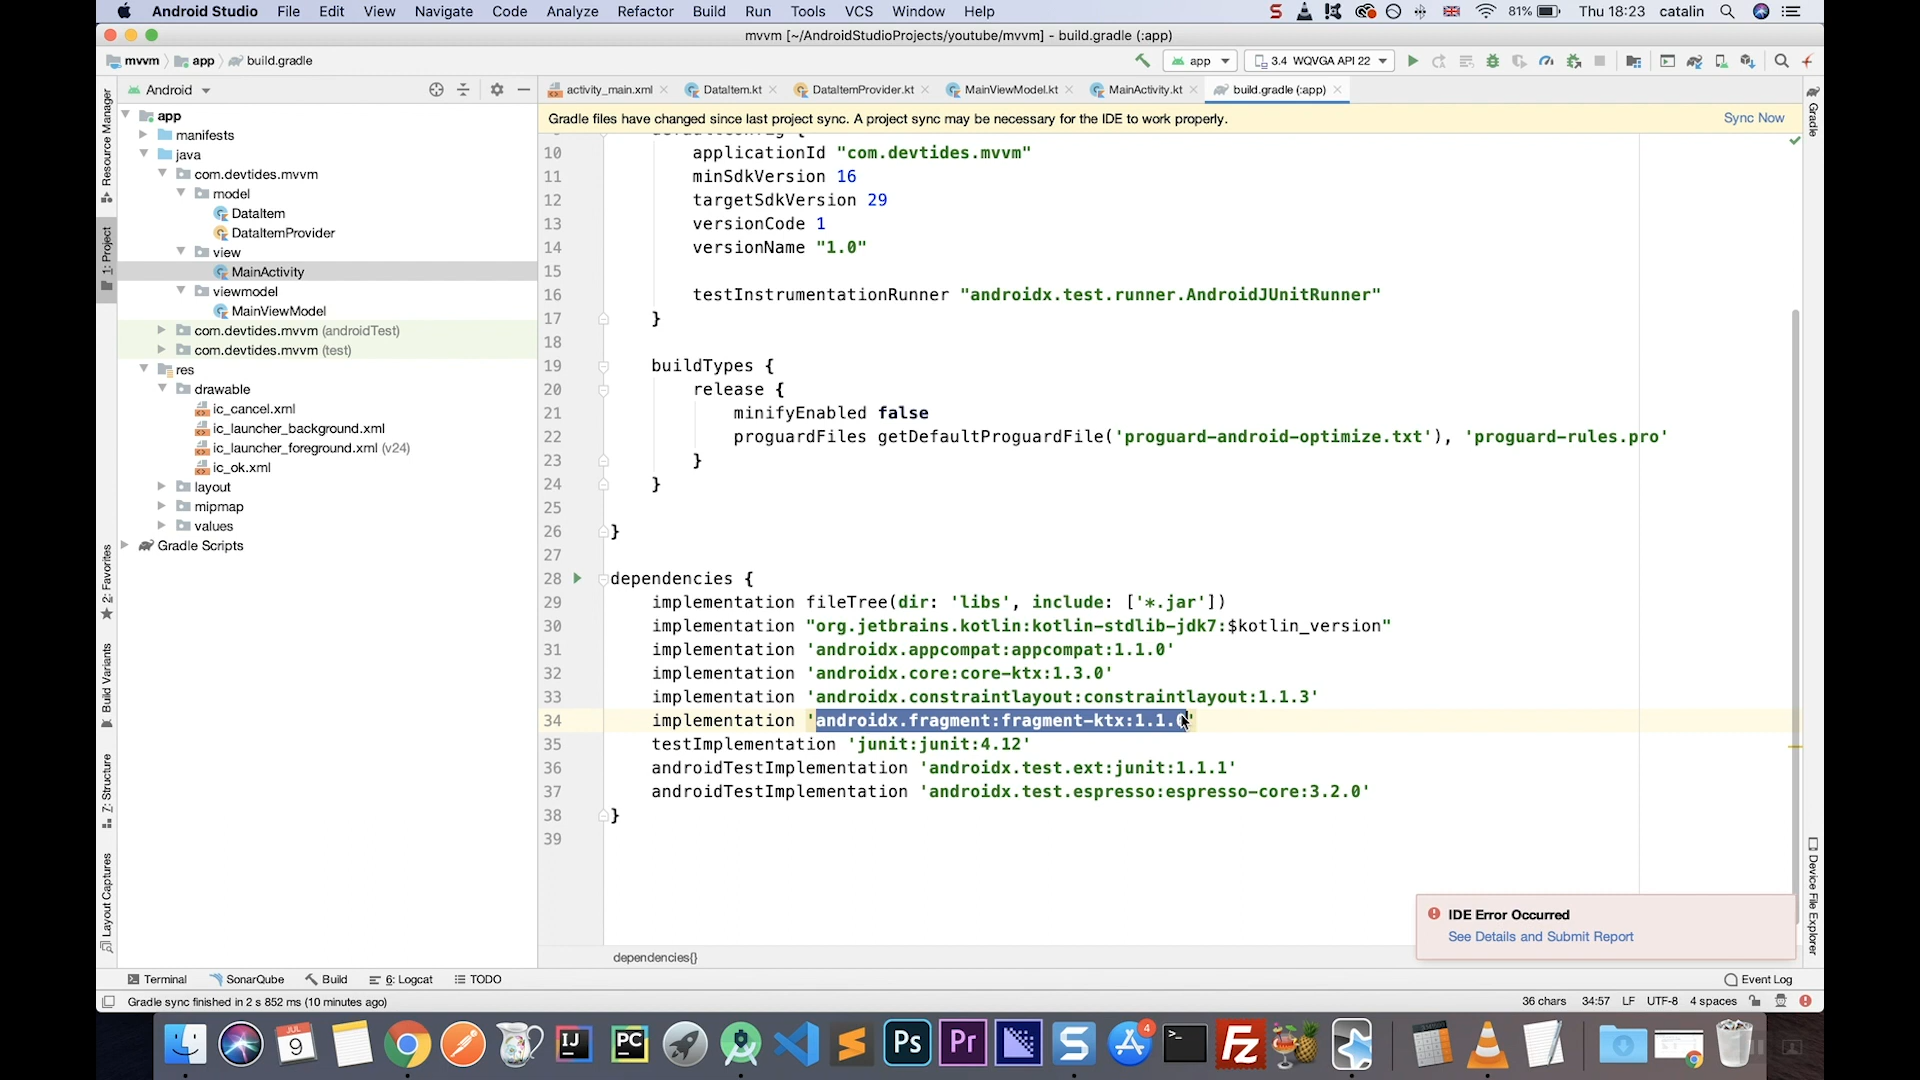 Android Studio File Edit View Navigate Code Analyze Refactor Build Run Tools VCS Window Help 81% Thu 18:23 catalin
mvvm [~/AndroidStudioProjects/youtube/mvvm] - build.gradle (:app)
mvvm app build.gradle
app 3.4 WQVGA API 22
Android
activity_main.xml DataItem.kt DataItemProvider.kt MainViewModel.kt MainActivity.kt build.gradle (:app)
Gradle files have changed since last project sync. A project sync may be necessary for the IDE to work properly. Sync Now
Resource Manager
1: Project
2: Favorites
Build Variants
7: Structure
Layout Captures
app
manifests
java
com.devtides.mvvm
model
DataItem
DataItemProvider
view
MainActivity
viewmodel
MainViewModel
com.devtides.mvvm (androidTest)
com.devtides.mvvm (test)
res
drawable
ic_cancel.xml
ic_launcher_background.xml
ic_launcher_foreground.xml (v24)
ic_ok.xml
layout
mipmap
values
Gradle Scripts
10 applicationId "com.devtides.mvvm"
11 minSdkVersion 16
12 targetSdkVersion 29
13 versionCode 1
14 versionName "1.0"
15
16 testInstrumentationRunner "androidx.test.runner.AndroidJUnitRunner"
17 }
18
19 buildTypes {
20 release {
21 minifyEnabled false
22 proguardFiles getDefaultProguardFile('proguard-android-optimize.txt'), 'proguard-rules.pro'
23 }
24 }
25
26 }
27
28 dependencies {
29 implementation fileTree(dir: 'libs', include: ['*.jar'])
30 implementation "org.jetbrains.kotlin:kotlin-stdlib-jdk7:$kotlin_version"
31 implementation 'androidx.appcompat:appcompat:1.1.0'
32 implementation 'androidx.core:core-ktx:1.3.0'
33 implementation 'androidx.constraintlayout:constraintlayout:1.1.3'
34 implementation 'androidx.fragment:fragment-ktx:1.1.0'
35 testImplementation 'junit:junit:4.12'
36 androidTestImplementation 'androidx.test.ext:junit:1.1.1'
37 androidTestImplementation 'androidx.test.espresso:espresso-core:3.2.0'
38 }
39
dependencies{}
Gradle
Device File Explorer
IDE Error Occurred
See Details and Submit Report
Terminal SonarQube Build 6: Logcat TODO Event Log
Gradle sync finished in 2 s 852 ms (10 minutes ago) 36 chars 34:57 LF UTF-8 4 spaces
JUL
9
IJ
PC
Ps
Pr
S
4
Fz